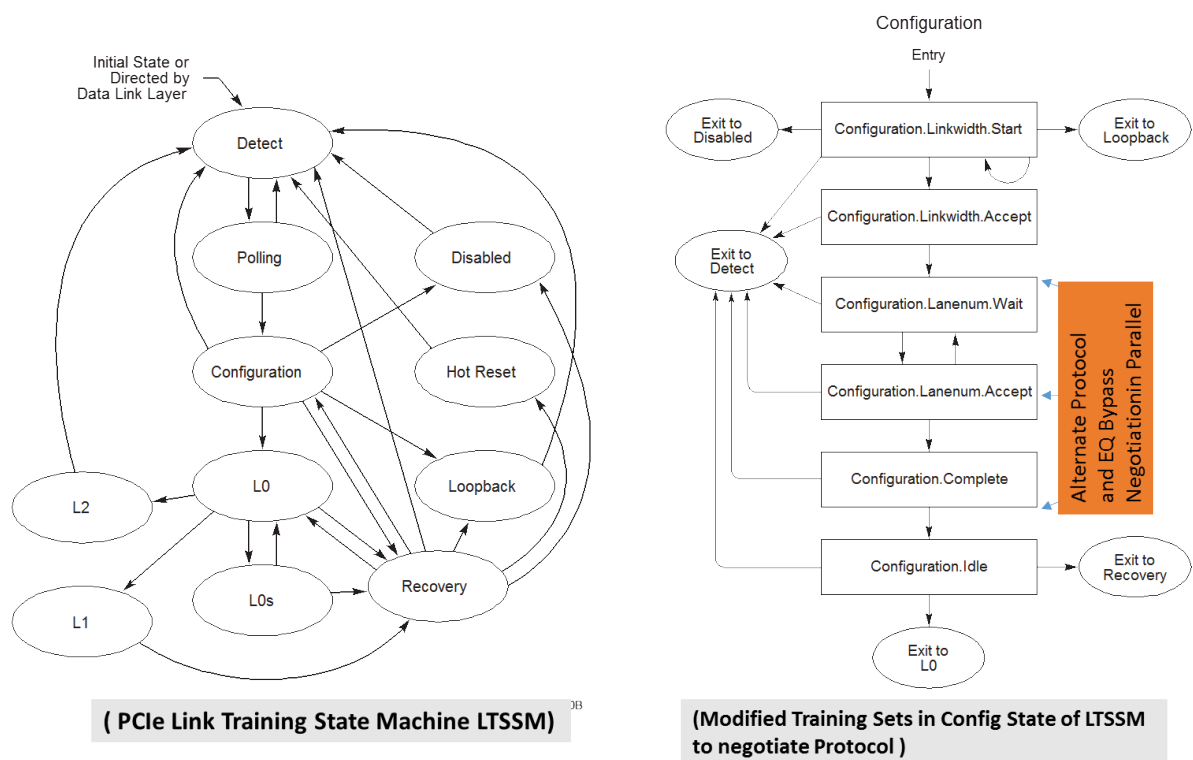 Initial State or
Directed by
Data Link Layer
Detect
Polling
Disabled
Configuration
Hot Reset
L0
Loopback
L2
L0s
Recovery
L1
0B
( PCIe Link Training State Machine LTSSM)
Configuration
Entry
Exit to
Disabled
Configuration.Linkwidth.Start
Exit to
Loopback
Configuration.Linkwidth.Accept
Exit to
Detect
Configuration.Lanenum.Wait
Configuration.Lanenum.Accept
Configuration.Complete
Configuration.Idle
Exit to
Recovery
Exit to
L0
Alternate Protocol
and EQ Bypass
Negotiationin Parallel
(Modified Training Sets in Config State of LTSSM
to negotiate Protocol )